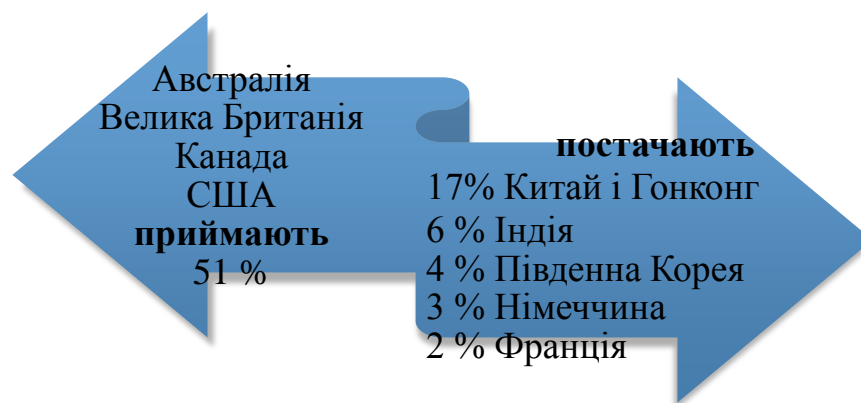 Австралія
Велика Британія
Канада
США
приймають
51 %
постачають
17% Китай і Гонконг
6 % Індія
4 % Південна Корея
3 % Німеччина
2 % Франція